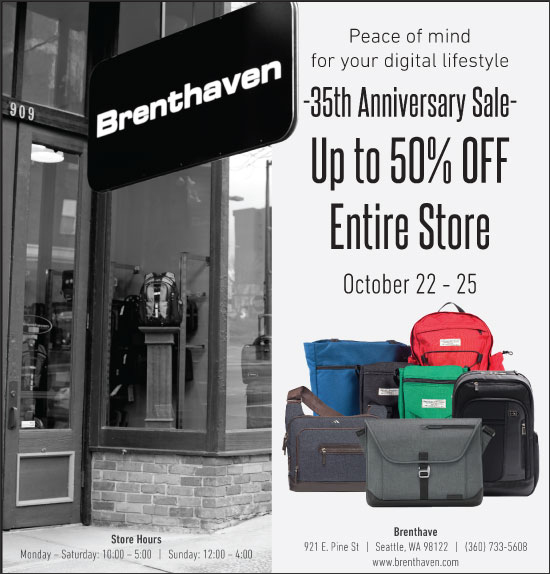 909
Brenthaven
Peace of mind
for your digital lifestyle
-35th Anniversary Sale-
Up to 50% OFF
Entire Store
October 22 - 25
Store Hours
Monday – Saturday: 10:00 – 5:00 | Sunday: 12:00 – 4:00
Brenthave
921 E. Pine St | Seattle, WA 98122 | (360) 733-5608
www.brenthaven.com